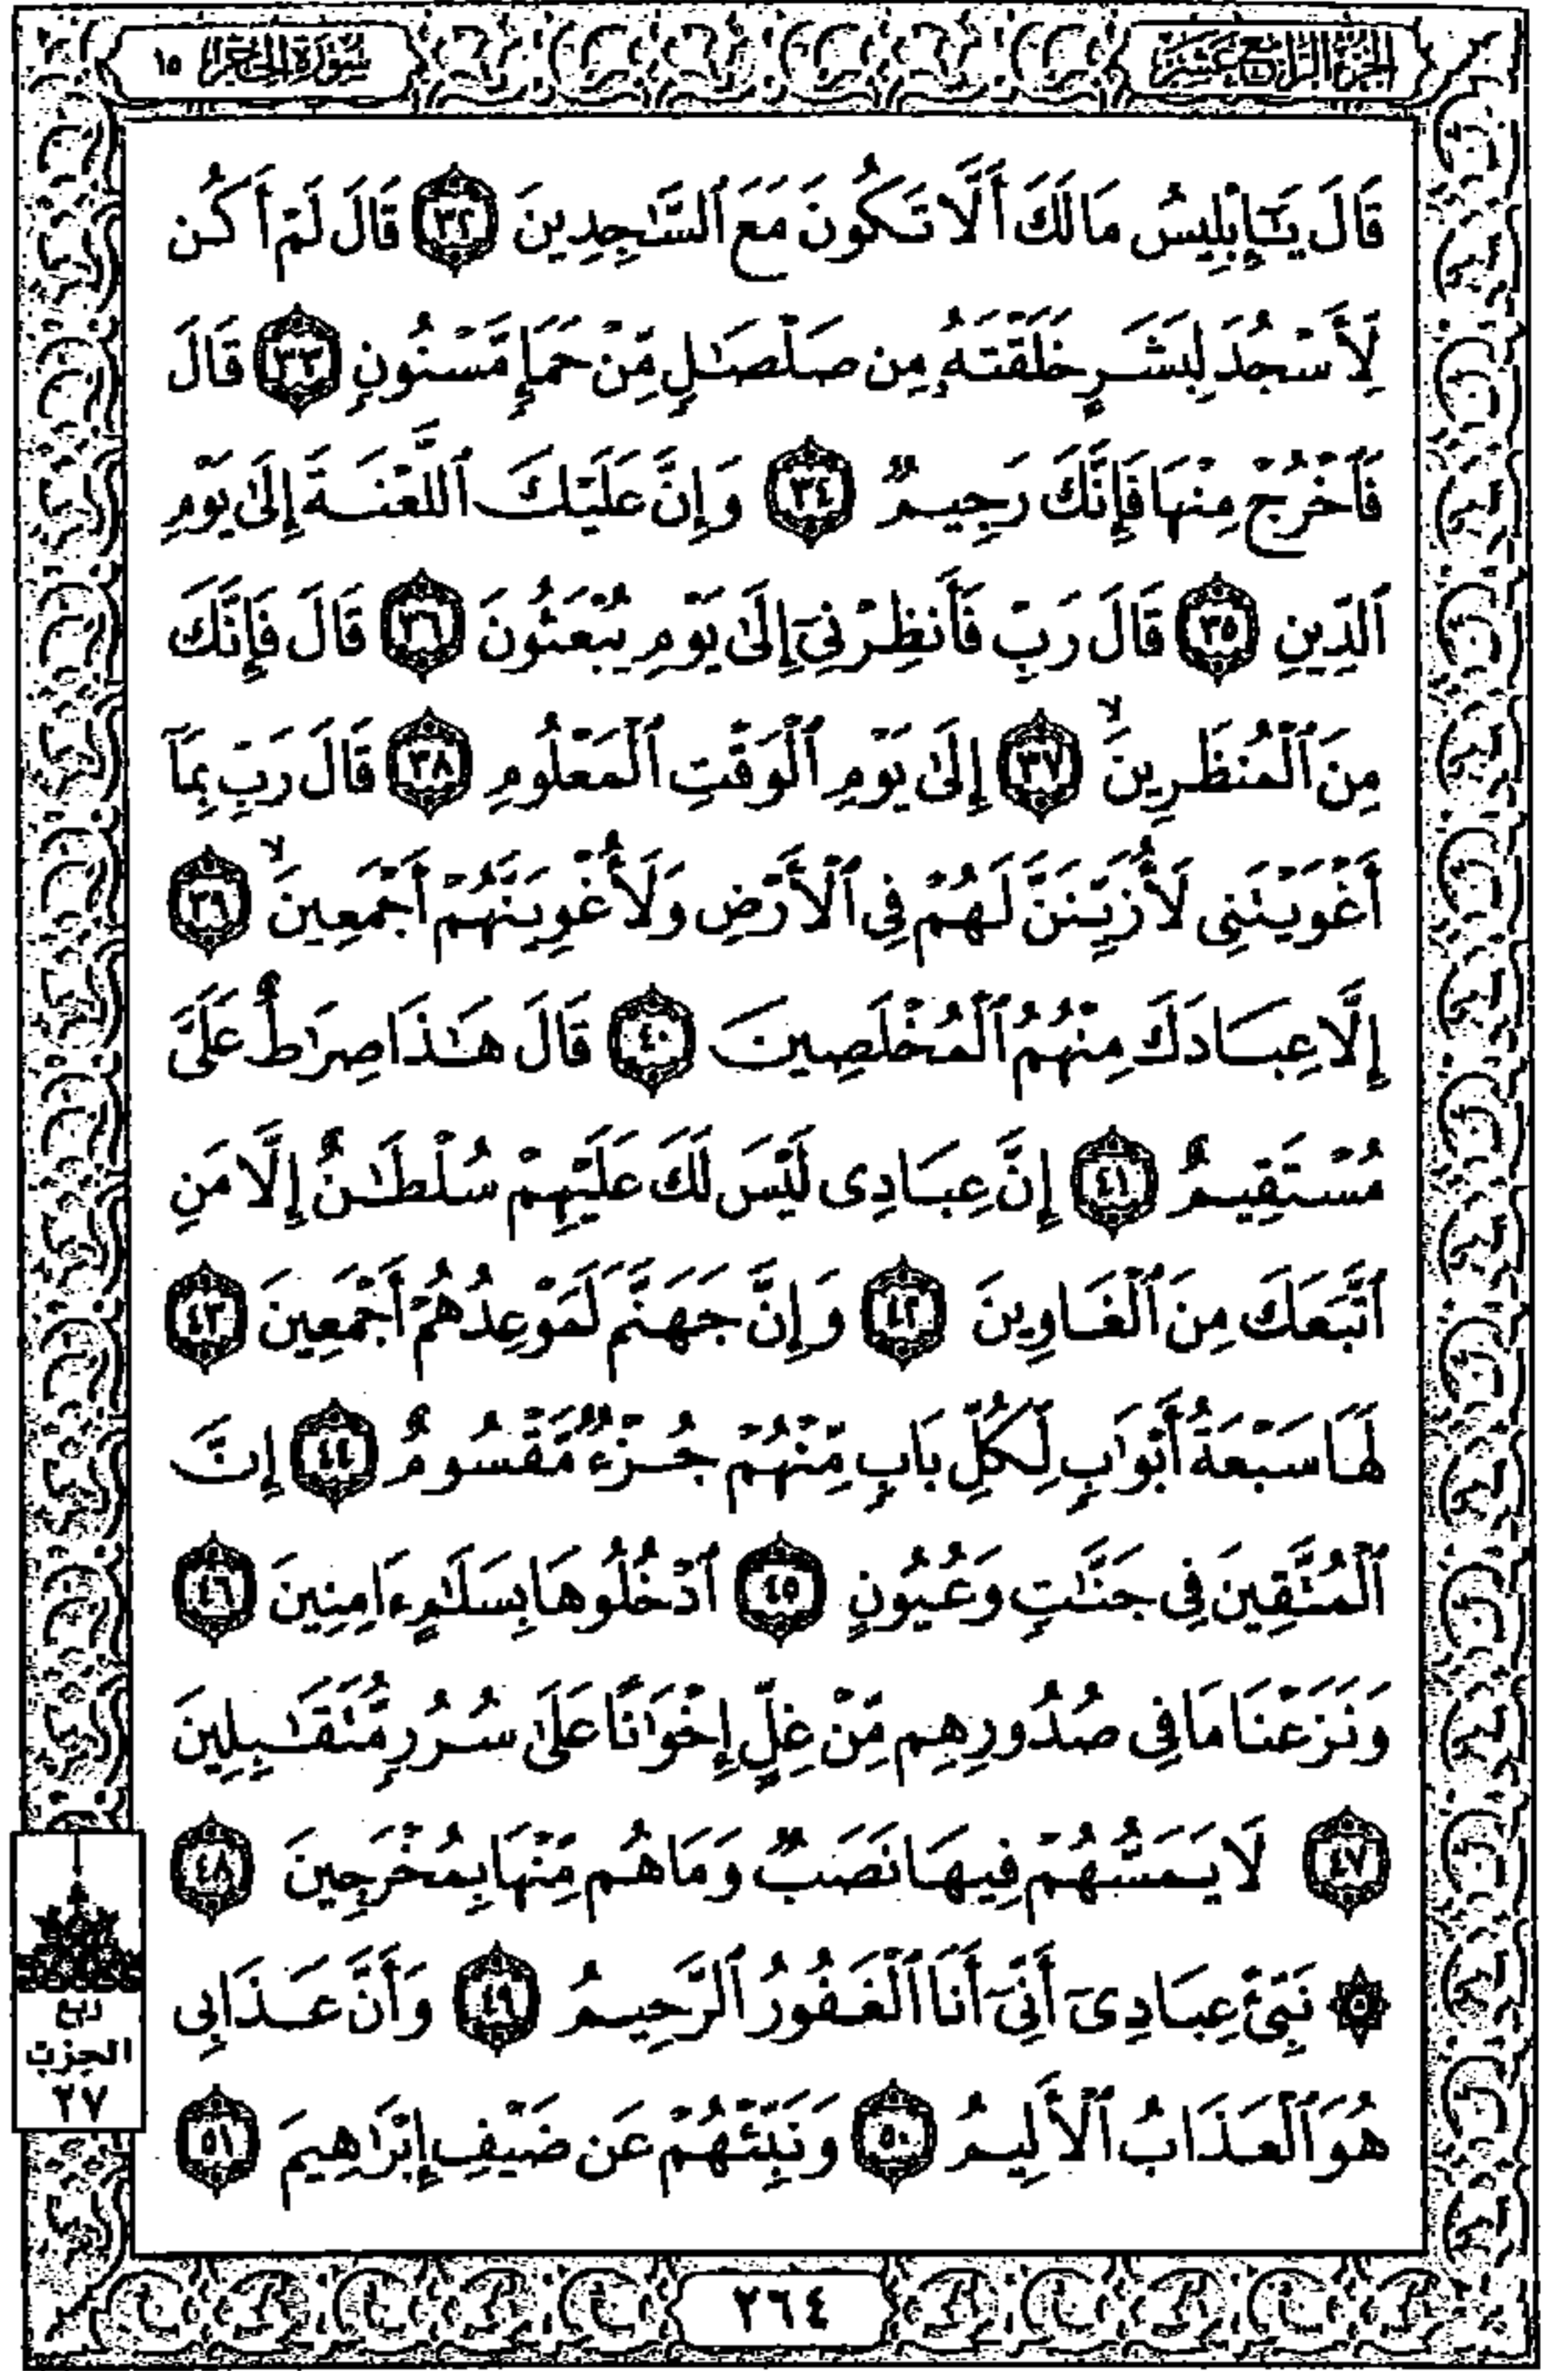 الجزء الرابع عشر
سورة الحجر ١٥
قَالَ يَٰٓإِبْلِيسُ مَا لَكَ أَلَّا تَكُونَ مَعَ ٱلسَّٰجِدِينَ ٣٢ قَالَ لَمْ أَكُن
لِّأَسْجُدَ لِبَشَرٍ خَلَقْتَهُۥ مِن صَلْصَٰلٍ مِّنْ حَمَإٍ مَّسْنُونٍ ٣٣ قَالَ
فَٱخْرُجْ مِنْهَا فَإِنَّكَ رَجِيمٌ ٣٤ وَإِنَّ عَلَيْكَ ٱللَّعْنَةَ إِلَىٰ يَوْمِ
ٱلدِّينِ ٣٥ قَالَ رَبِّ فَأَنظِرْنِىٓ إِلَىٰ يَوْمِ يُبْعَثُونَ ٣٦ قَالَ فَإِنَّكَ
مِنَ ٱلْمُنظَرِينَ ۙ ٣٧ إِلَىٰ يَوْمِ ٱلْوَقْتِ ٱلْمَعْلُومِ ٣٨ قَالَ رَبِّ بِمَآ
أَغْوَيْتَنِى لَأُزَيِّنَنَّ لَهُمْ فِى ٱلْأَرْضِ وَلَأُغْوِيَنَّهُمْ أَجْمَعِينَ ۙ ٣٩
إِلَّا عِبَادَكَ مِنْهُمُ ٱلْمُخْلَصِينَ ٤٠ قَالَ هَٰذَا صِرَٰطٌ عَلَىَّ
مُسْتَقِيمٌ ٤١ إِنَّ عِبَادِى لَيْسَ لَكَ عَلَيْهِمْ سُلْطَٰنٌ إِلَّا مَنِ
ٱتَّبَعَكَ مِنَ ٱلْغَاوِينَ ٤٢ وَإِنَّ جَهَنَّمَ لَمَوْعِدُهُمْ أَجْمَعِينَ ٤٣
لَهَا سَبْعَةُ أَبْوَٰبٍ لِّكُلِّ بَابٍ مِّنْهُمْ جُزْءٌ مَّقْسُومٌ ٤٤ إِنَّ
ٱلْمُتَّقِينَ فِى جَنَّٰتٍ وَعُيُونٍ ٤٥ ٱدْخُلُوهَا بِسَلَٰمٍ ءَامِنِينَ ٤٦
وَنَزَعْنَا مَا فِى صُدُورِهِم مِّنْ غِلٍّ إِخْوَٰنًا عَلَىٰ سُرُرٍ مُّتَقَٰبِلِينَ
٤٧ لَا يَمَسُّهُمْ فِيهَا نَصَبٌ وَمَا هُم مِّنْهَا بِمُخْرَجِينَ ٤٨
۞ نَبِّئْ عِبَادِىٓ أَنِّىٓ أَنَا ٱلْغَفُورُ ٱلرَّحِيمُ ٤٩ وَأَنَّ عَذَابِى
هُوَ ٱلْعَذَابُ ٱلْأَلِيمُ ٥٠ وَنَبِّئْهُمْ عَن ضَيْفِ إِبْرَٰهِيمَ ٥١
ربع
الحزب
٢٧
٢٦٤